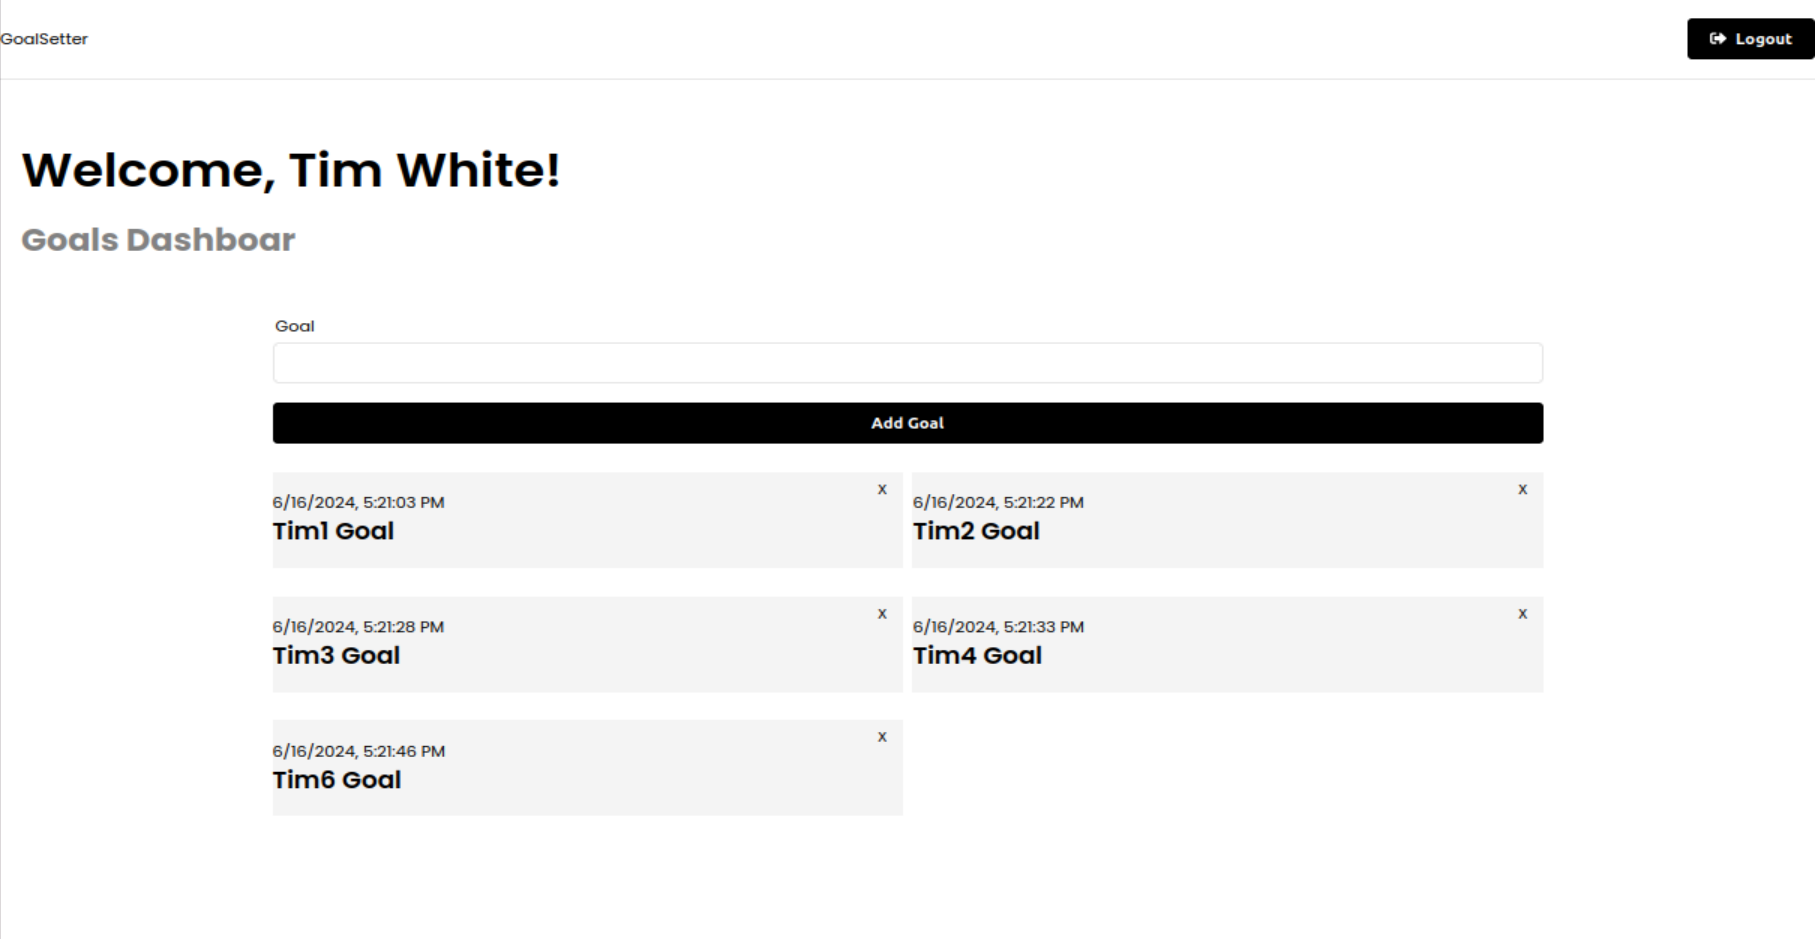 GoalSetter
Logout
Welcome, Tim White!
Goals Dashboar
Goal
Add Goal
x
6/16/2024, 5:21:03 PM
Tim1 Goal
x
6/16/2024, 5:21:22 PM
Tim2 Goal
x
6/16/2024, 5:21:28 PM
Tim3 Goal
x
6/16/2024, 5:21:33 PM
Tim4 Goal
x
6/16/2024, 5:21:46 PM
Tim6 Goal